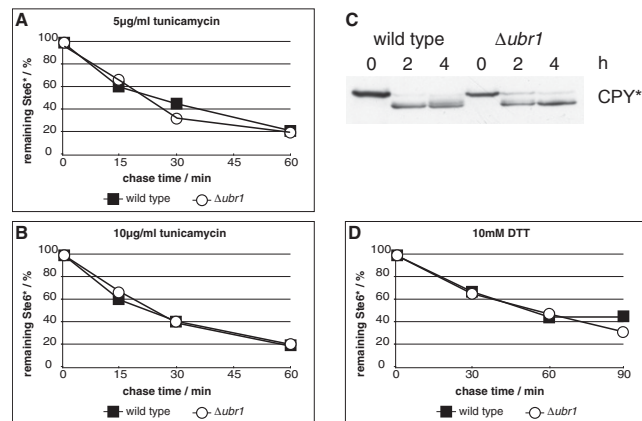 A
5µg/ml tunicamycin
remaining Ste6* / %
100
80
60
40
20
0
0 15 30 45 60
chase time / min
wild type Δubr1
B
10µg/ml tunicamycin
remaining Ste6* / %
100
80
60
40
20
0
0 15 30 45 60
chase time / min
wild type Δubr1
C
wild type Δubr1
0 2 4 0 2 4 h
CPY*
D
10mM DTT
remaining Ste6* / %
100
80
60
40
20
0
0 30 60 90
chase time / min
wild type Δubr1